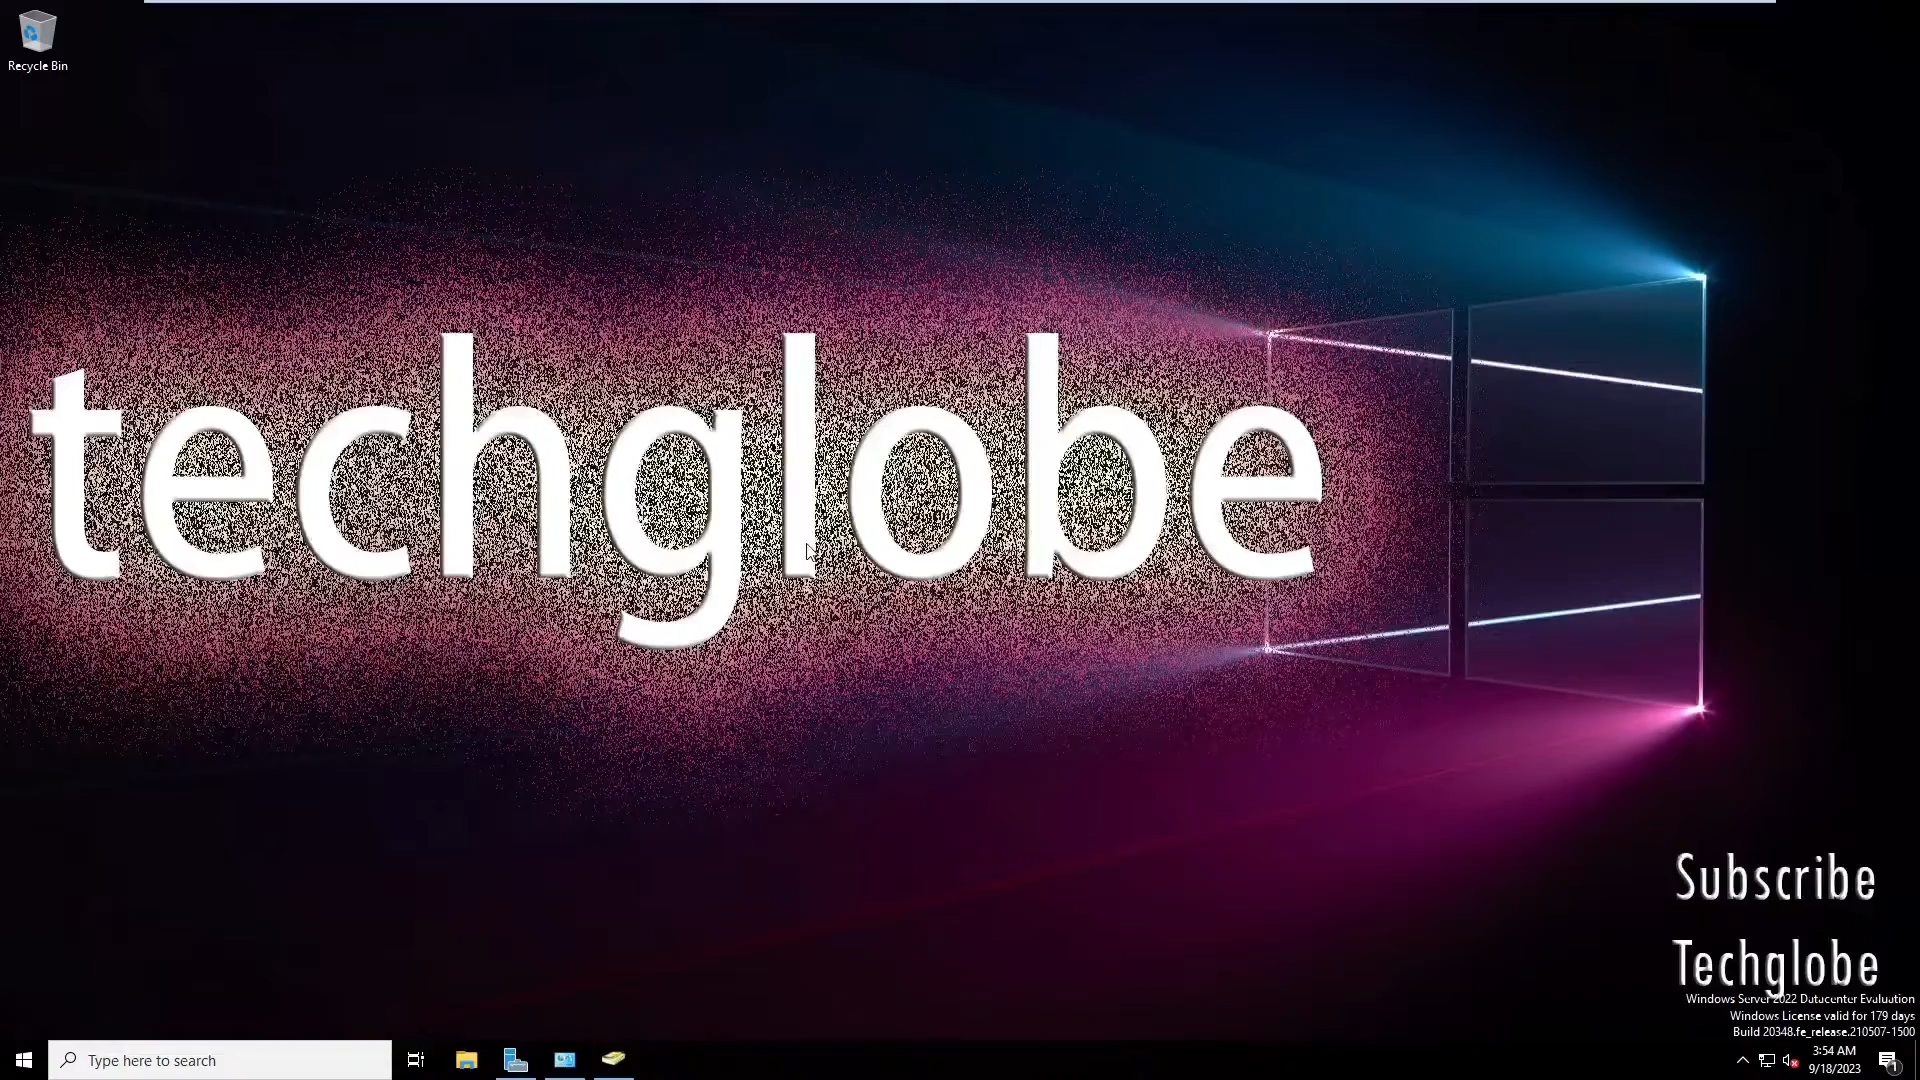 Recycle Bin
techglobe
Subscribe
Techglobe
Windows Server 2022 Datacenter Evaluation
Windows License valid for 179 days
Build 20348.fe_release.210507-1500
Type here to search
3:54 AM
9/18/2023
1